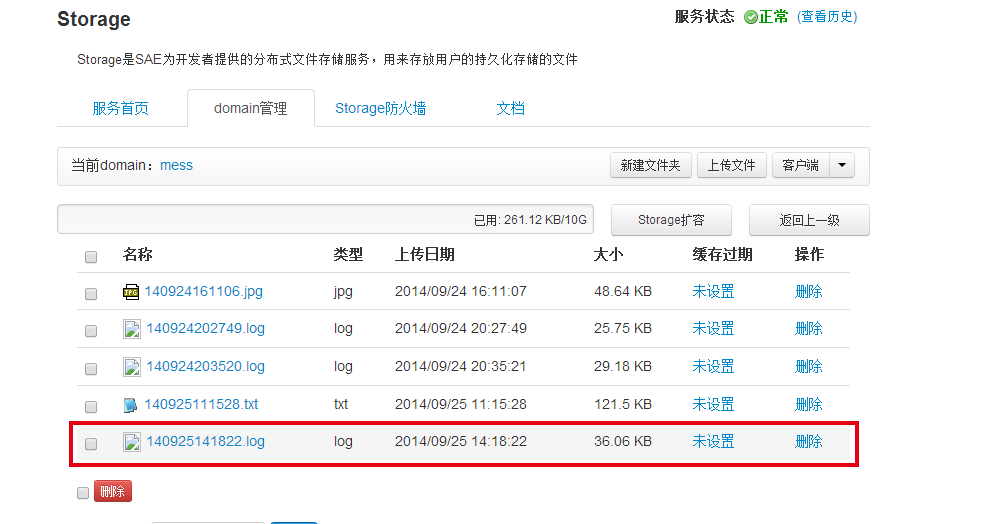 Storage 服务状态 正常 (查看历史)
Storage是SAE为开发者提供的分布式文件存储服务，用来存放用户的持久化存储的文件
服务首页 domain管理 Storage防火墙 文档
当前domain：mess 新建文件夹 上传文件 客户端
已用: 261.12 KB/10G Storage扩容 返回上一级
名称 类型 上传日期 大小 缓存过期 操作
140924161106.jpg jpg 2014/09/24 16:11:07 48.64 KB 未设置 删除
140924202749.log log 2014/09/24 20:27:49 25.75 KB 未设置 删除
140924203520.log log 2014/09/24 20:35:21 29.18 KB 未设置 删除
140925111528.txt txt 2014/09/25 11:15:28 121.5 KB 未设置 删除
140925141822.log log 2014/09/25 14:18:22 36.06 KB 未设置 删除
删除